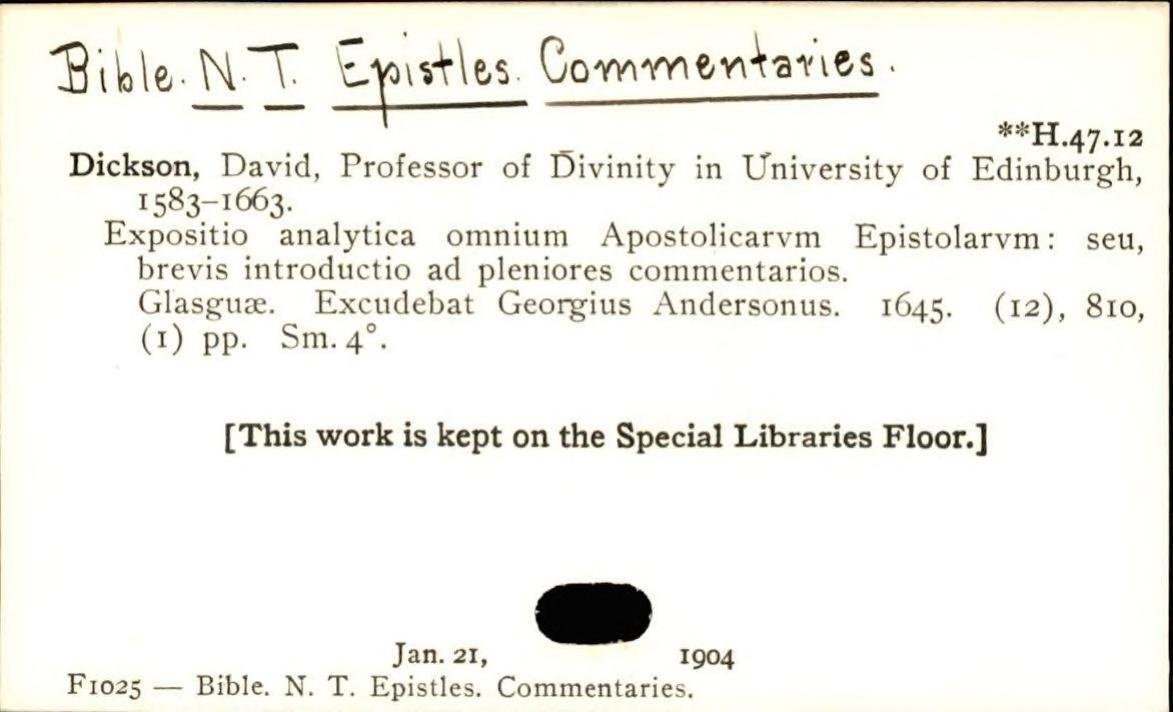 Bible. N. T. Epistles. Commentaries.
**H.47.12
Dickson, David, Professor of Divinity in University of Edinburgh,
1583-1663.
Expositio analytica omnium Apostolicarvm Epistolarvm: seu,
brevis introductio ad pleniores commentarios.
Glasguæ. Excudebat Georgius Andersonus. 1645. (12), 810,
(1) pp. Sm. 4°.
[This work is kept on the Special Libraries Floor.]
Jan. 21, 1904
F1025 — Bible. N. T. Epistles. Commentaries.